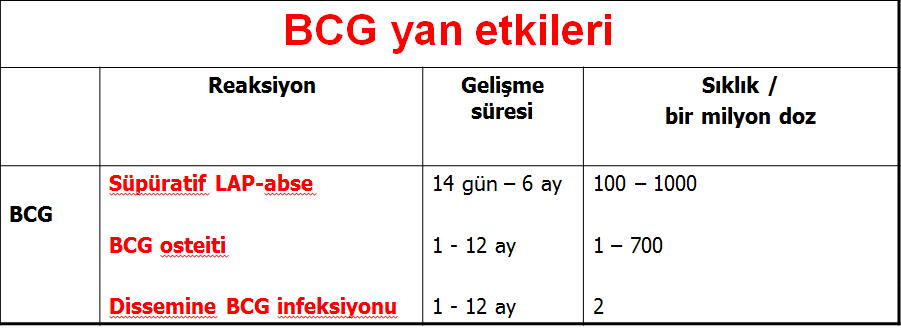 BCG yan etkileri
Reaksiyon
Gelişme
süresi
Sıklık /
bir milyon doz
BCG
Süpüratif LAP-abse
14 gün – 6 ay
100 – 1000
BCG osteiti
1 - 12 ay
1 – 700
Dissemine BCG infeksiyonu
1 - 12 ay
2